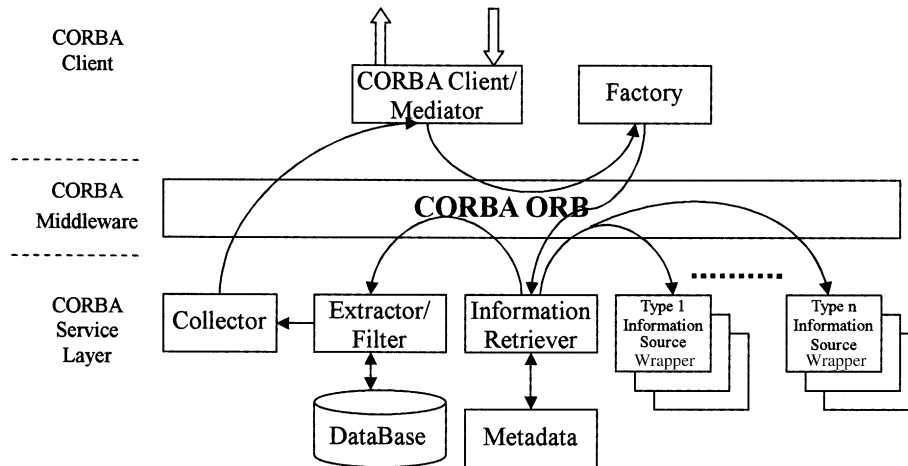 CORBA
Client
CORBA Client/
Mediator
Factory
CORBA
Middleware
CORBA ORB
CORBA
Service
Layer
Collector
Extractor/
Filter
Information
Retriever
Type 1
Information
Source
Wrapper
Type n
Information
Source
Wrapper
DataBase
Metadata